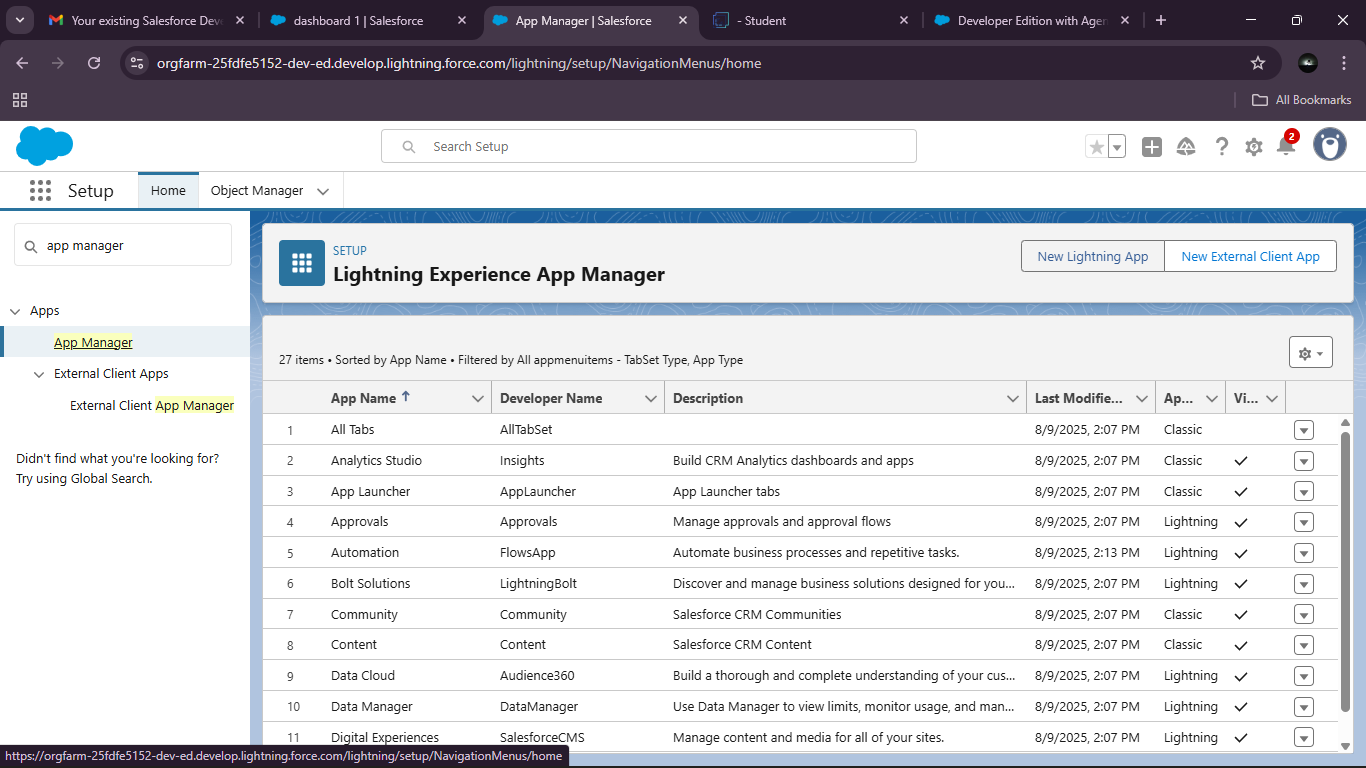 Your existing Salesforce Deve
dashboard 1 | Salesforce
App Manager | Salesforce
- Student
Developer Edition with Agen
orgfarm-25fdfe5152-dev-ed.develop.lightning.force.com/lightning/setup/NavigationMenus/home
All Bookmarks
Search Setup
2
Setup
Home
Object Manager
app manager
SETUP
Lightning Experience App Manager
New Lightning App
New External Client App
Apps
App Manager
External Client Apps
External Client App Manager
Didn't find what you're looking for?
Try using Global Search.
27 items • Sorted by App Name • Filtered by All appmenuitems - TabSet Type, App Type
App Name Developer Name Description Last Modifie... Ap... Vi...
1 All Tabs AllTabSet 8/9/2025, 2:07 PM Classic
2 Analytics Studio Insights Build CRM Analytics dashboards and apps 8/9/2025, 2:07 PM Classic
3 App Launcher AppLauncher App Launcher tabs 8/9/2025, 2:07 PM Classic
4 Approvals Approvals Manage approvals and approval flows 8/9/2025, 2:07 PM Lightning
5 Automation FlowsApp Automate business processes and repetitive tasks. 8/9/2025, 2:13 PM Lightning
6 Bolt Solutions LightningBolt Discover and manage business solutions designed for you... 8/9/2025, 2:07 PM Lightning
7 Community Community Salesforce CRM Communities 8/9/2025, 2:07 PM Classic
8 Content Content Salesforce CRM Content 8/9/2025, 2:07 PM Classic
9 Data Cloud Audience360 Build a thorough and complete understanding of your cus... 8/9/2025, 2:07 PM Lightning
10 Data Manager DataManager Use Data Manager to view limits, monitor usage, and man... 8/9/2025, 2:07 PM Lightning
11 Digital Experiences SalesforceCMS Manage content and media for all of your sites. 8/9/2025, 2:07 PM Lightning
https://orgfarm-25fdfe5152-dev-ed.develop.lightning.force.com/lightning/setup/NavigationMenus/home